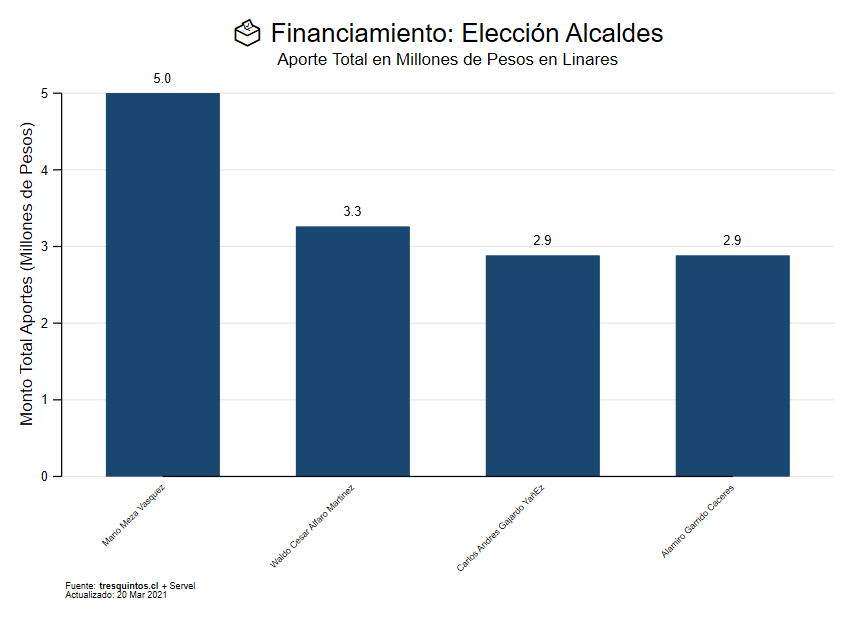 Financiamiento: Elección Alcaldes
Aporte Total en Millones de Pesos en Linares
Monto Total Aportes (Millones de Pesos)
5
4
3
2
1
0
5.0
3.3
2.9
2.9
Mario Meza Vasquez
Waldo Cesar Alfaro Martinez
Carlos Andres Gajardo YañEz
Alamiro Garrido Caceres
Fuente: tresquintos.cl + Servel
Actualizado: 20 Mar 2021